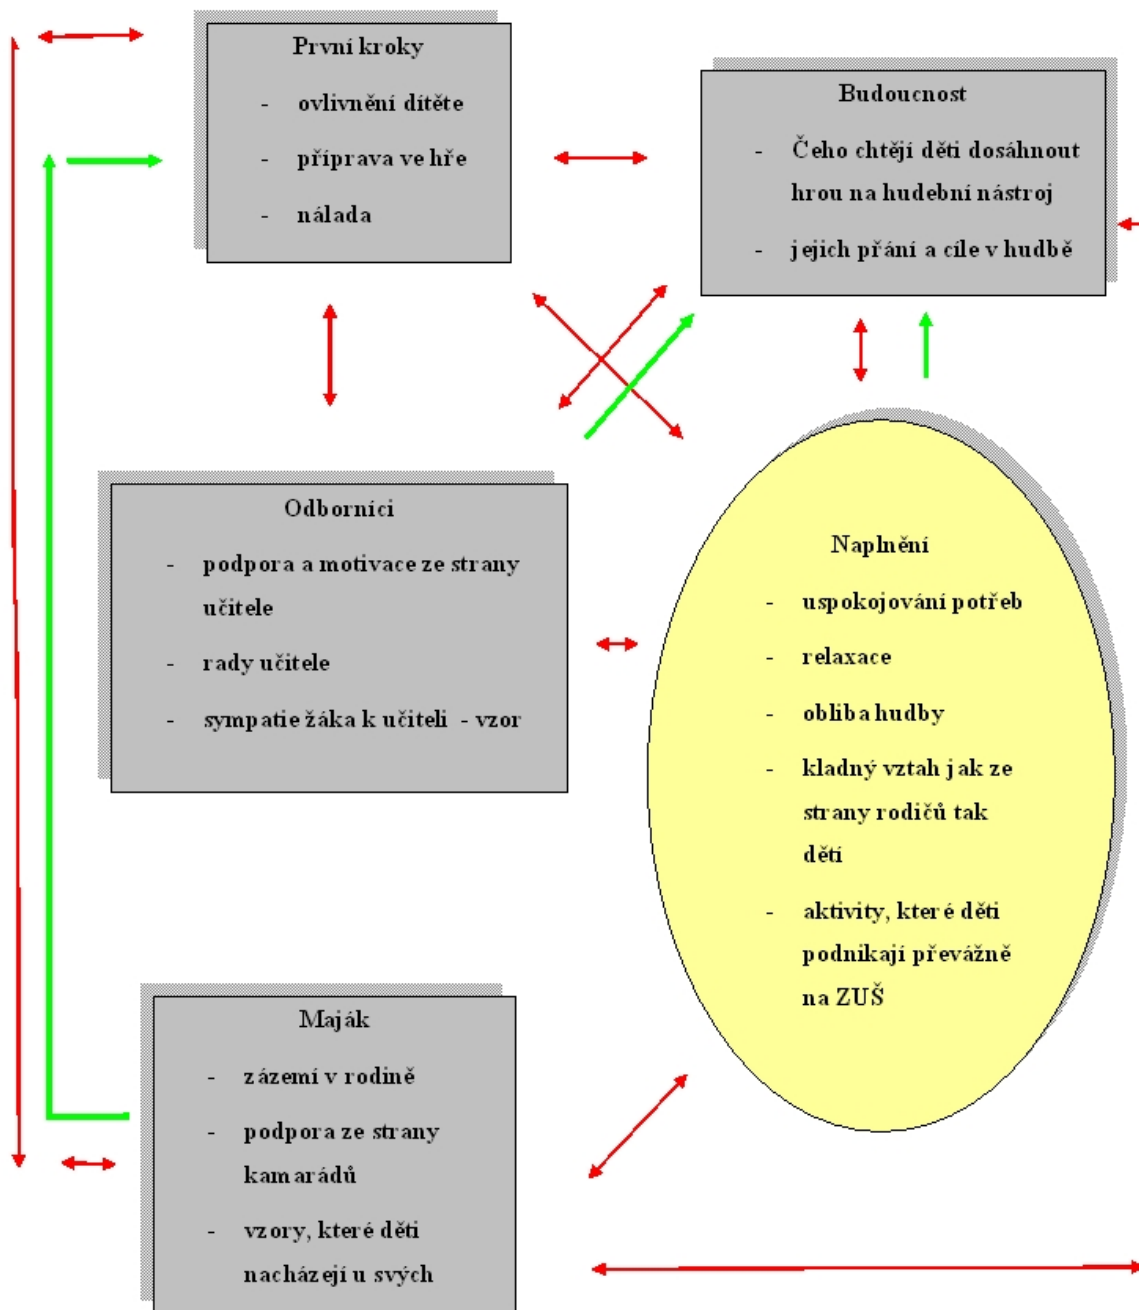 První kroky
- ovlivnění dítěte
- příprava ve hře
- nálada
Budoucnost
- Čeho chtějí děti dosáhnout
hrou na hudební nástroj
- jejich přání a cíle v hudbě
Odborníci
- podpora a motivace ze strany
učitele
- rady učitele
- sympatie žáka k učiteli - vzor
Naplnění
- uspokojování potřeb
- relaxace
- obliba hudby
- kladný vztah jak ze
strany rodičů tak
dětí
- aktivity, které děti
podnikají převážně
na ZUŠ
Maják
- zázemí v rodině
- podpora ze strany
kamarádů
- vzory, které děti
nacházejí u svých